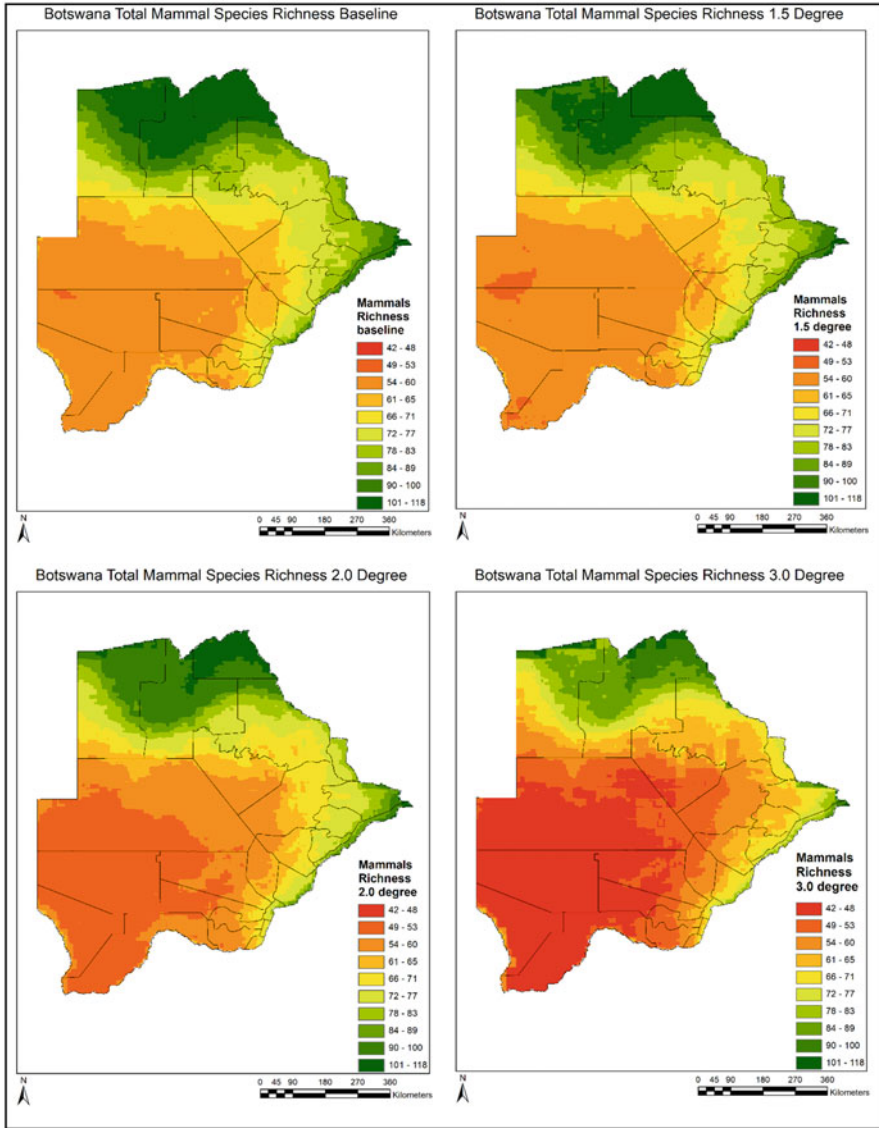 Botswana Total Mammal Species Richness Baseline
Mammals
Richness
baseline
42 - 48
49 - 53
54 - 60
61 - 65
66 - 71
72 - 77
78 - 83
84 - 89
90 - 100
101 - 118
N
0 45 90 180 270 360
Kilometers
Botswana Total Mammal Species Richness 1.5 Degree
Mammals
Richness
1.5 degree
42 - 48
49 - 53
54 - 60
61 - 65
66 - 71
72 - 77
78 - 83
84 - 89
90 - 100
101 - 118
N
0 45 90 180 270 360
Kilometers
Botswana Total Mammal Species Richness 2.0 Degree
Mammals
Richness
2.0 degree
42 - 48
49 - 53
54 - 60
61 - 65
66 - 71
72 - 77
78 - 83
84 - 89
90 - 100
101 - 118
N
0 45 90 180 270 360
Kilometers
Botswana Total Mammal Species Richness 3.0 Degree
Mammals
Richness
3.0 degree
42 - 48
49 - 53
54 - 60
61 - 65
66 - 71
72 - 77
78 - 83
84 - 89
90 - 100
101 - 118
N
0 45 90 180 270 360
Kilometers